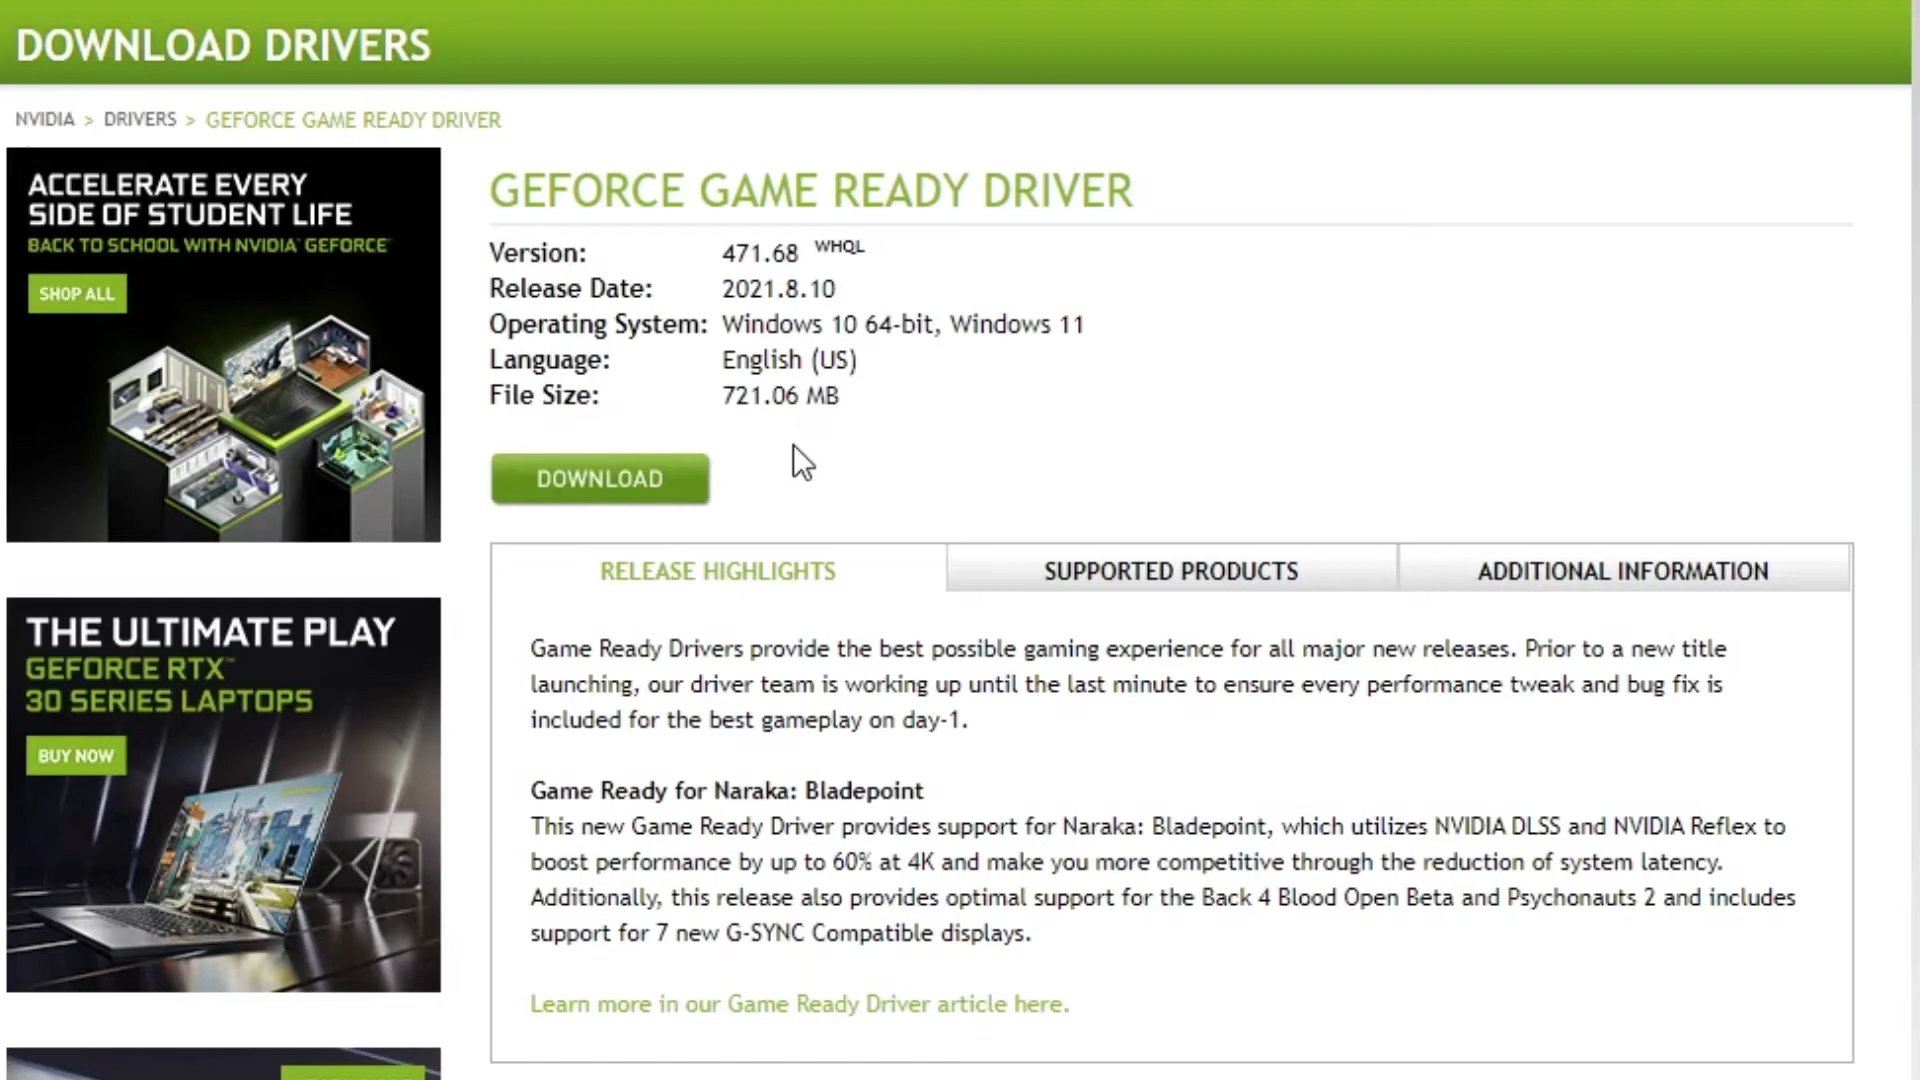 DOWNLOAD DRIVERS
NVIDIA > DRIVERS > GEFORCE GAME READY DRIVER
ACCELERATE EVERY
SIDE OF STUDENT LIFE
BACK TO SCHOOL WITH NVIDIA® GEFORCE®
SHOP ALL
GEFORCE GAME READY DRIVER
Version: 471.68 WHQL
Release Date: 2021.8.10
Operating System: Windows 10 64-bit, Windows 11
Language: English (US)
File Size: 721.06 MB
DOWNLOAD
THE ULTIMATE PLAY
GEFORCE RTX™
30 SERIES LAPTOPS
BUY NOW
RELEASE HIGHLIGHTS SUPPORTED PRODUCTS ADDITIONAL INFORMATION
Game Ready Drivers provide the best possible gaming experience for all major new releases. Prior to a new title
launching, our driver team is working up until the last minute to ensure every performance tweak and bug fix is
included for the best gameplay on day-1.
Game Ready for Naraka: Bladepoint
This new Game Ready Driver provides support for Naraka: Bladepoint, which utilizes NVIDIA DLSS and NVIDIA Reflex to
boost performance by up to 60% at 4K and make you more competitive through the reduction of system latency.
Additionally, this release also provides optimal support for the Back 4 Blood Open Beta and Psychonauts 2 and includes
support for 7 new G-SYNC Compatible displays.
Learn more in our Game Ready Driver article here.